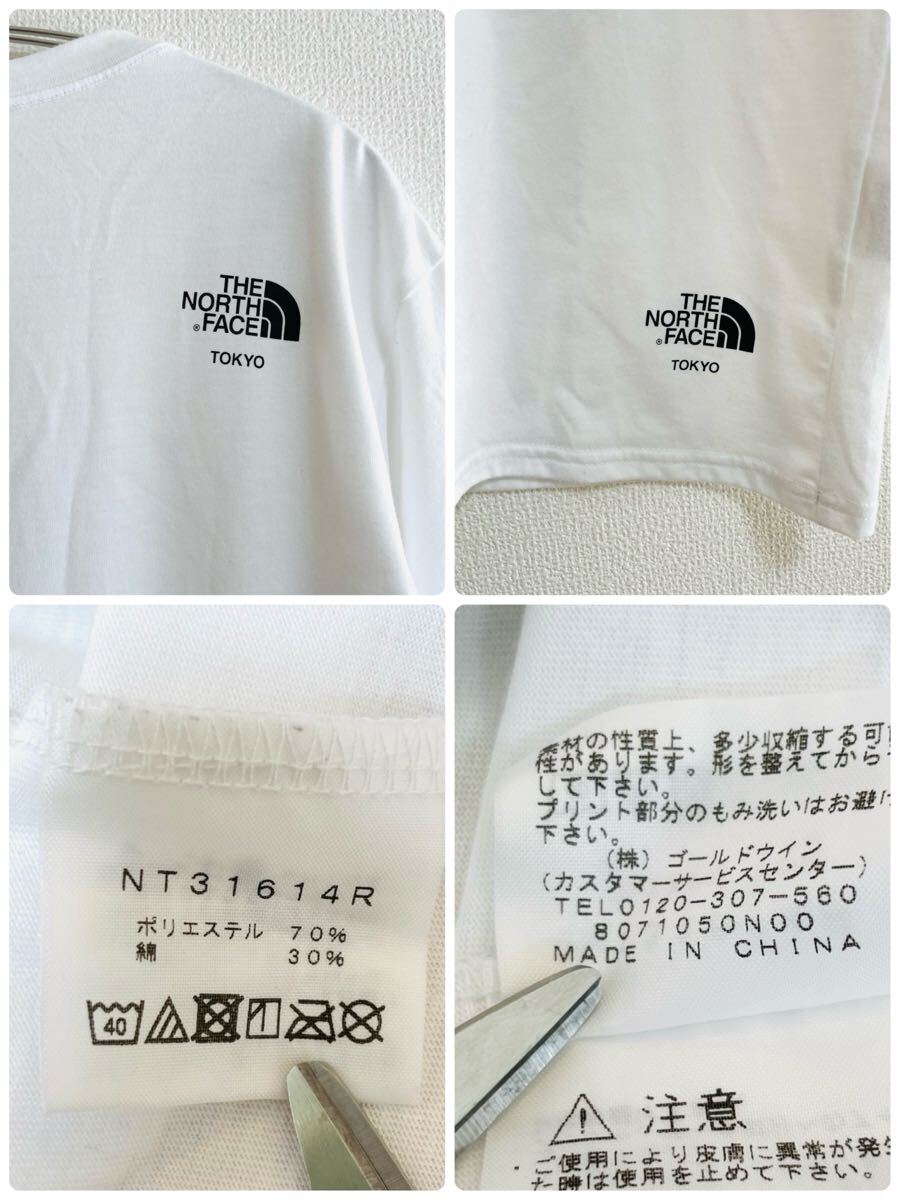 THE
NORTH
FACE
®
TOKYO
THE
NORTH
FACE
®
TOKYO
NT31614R
ポリエステル 70%
綿 30%
40
素材の性質上、多少収縮する可
性があります。形を整えてから
して下さい。
プリント部分のもみ洗いはお避け
下さい。
(株) ゴールドウイン
(カスタマーサービスセンター)
TEL0120-307-560
8071050N00
MADE IN CHINA
注意
ご使用により皮膚に異常が発生
た時は使用を止めて下さい。